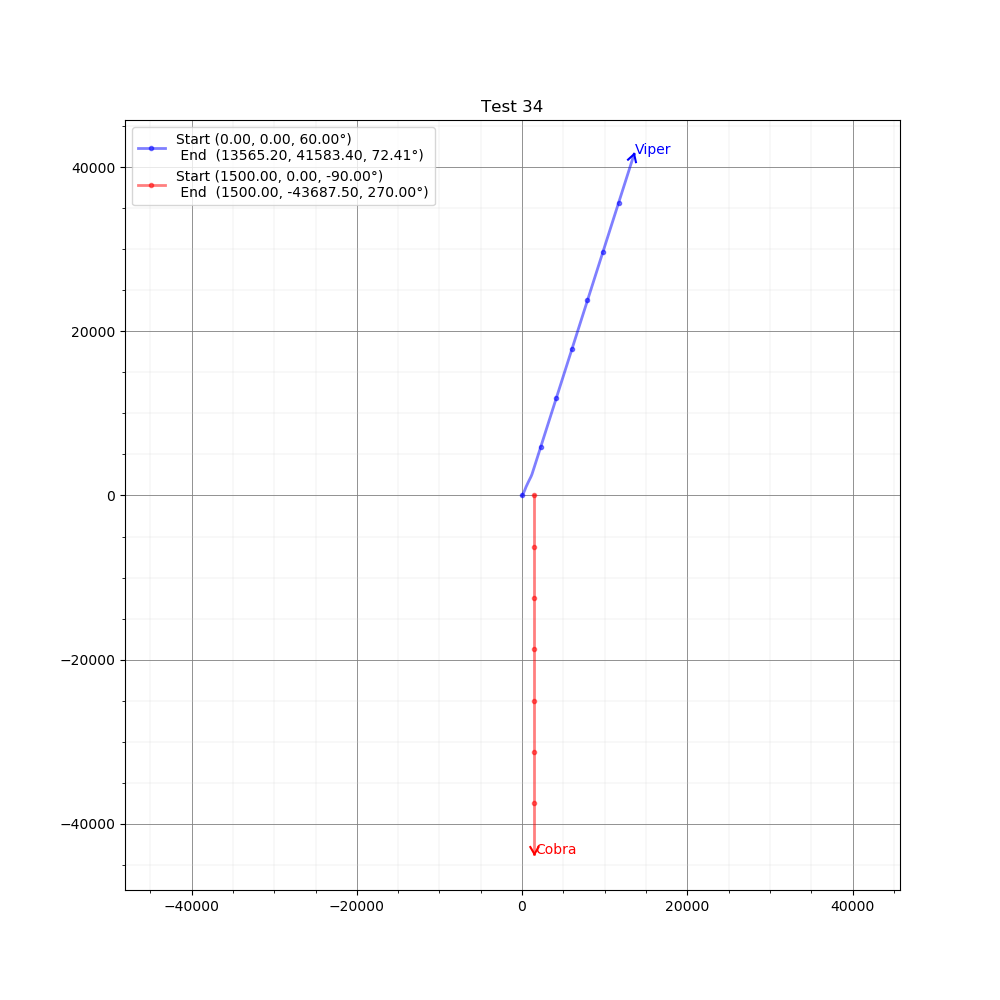 Test 34
Start (0.00, 0.00, 60.00°)
End  (13565.20, 41583.40, 72.41°)
Start (1500.00, 0.00, -90.00°)
End  (1500.00, -43687.50, 270.00°)
Viper
40000
20000
0
−20000
−40000
Cobra
−40000
−20000
0
20000
40000